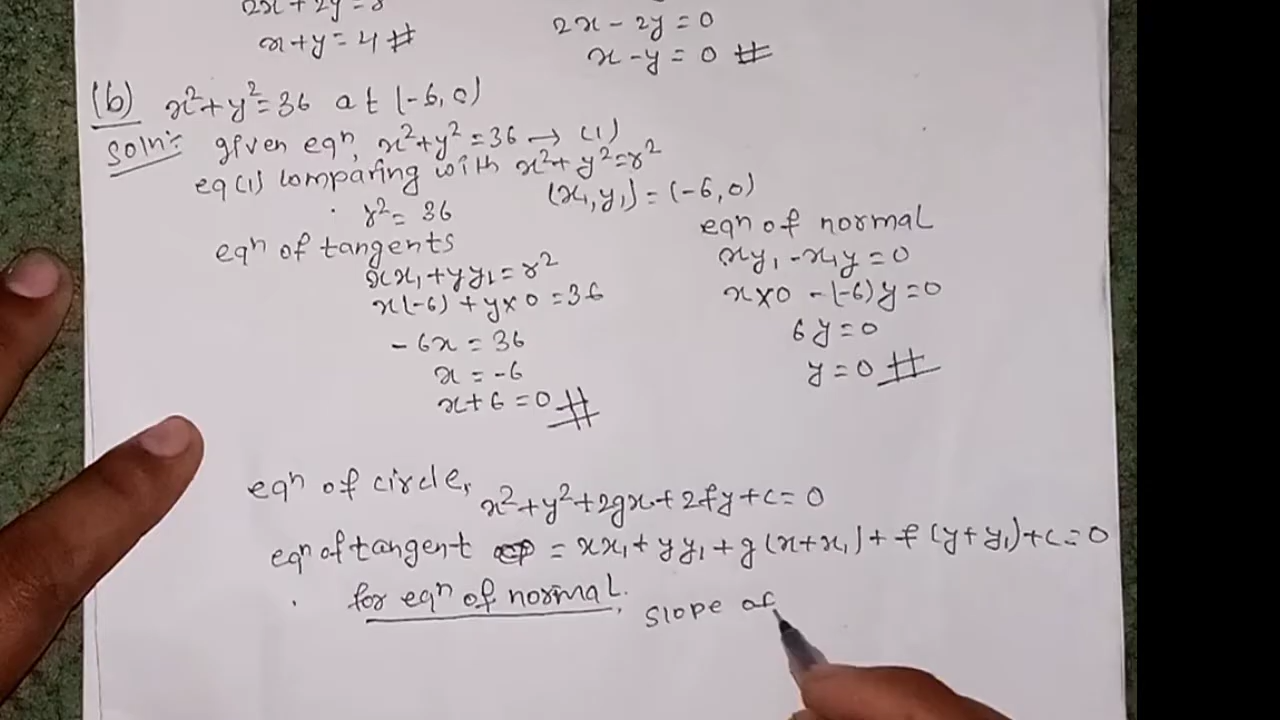 2x+2y=8
x+y=4 #
2x-2y=0
x-y=0 #
(b) x²+y²=36 at (-6,0)
Soln:- given eqⁿ, x²+y²=36 → (1)
eq(1) comparing with x²+y²=r²
r²=36
(x₁,y₁)=(-6,0)
eqⁿ of tangents
xx₁+yy₁=r²
x(-6)+y×0=36
-6x=36
x=-6
x+6=0 #
eqⁿ of normal
xy₁-x₁y=0
x×0-(-6)y=0
6y=0
y=0 #
eqⁿ of circle, x²+y²+2gx+2fy+c=0
eqⁿ of tangent = xx₁+yy₁+g(x+x₁)+f(y+y₁)+c=0
for eqⁿ of normal, slope of